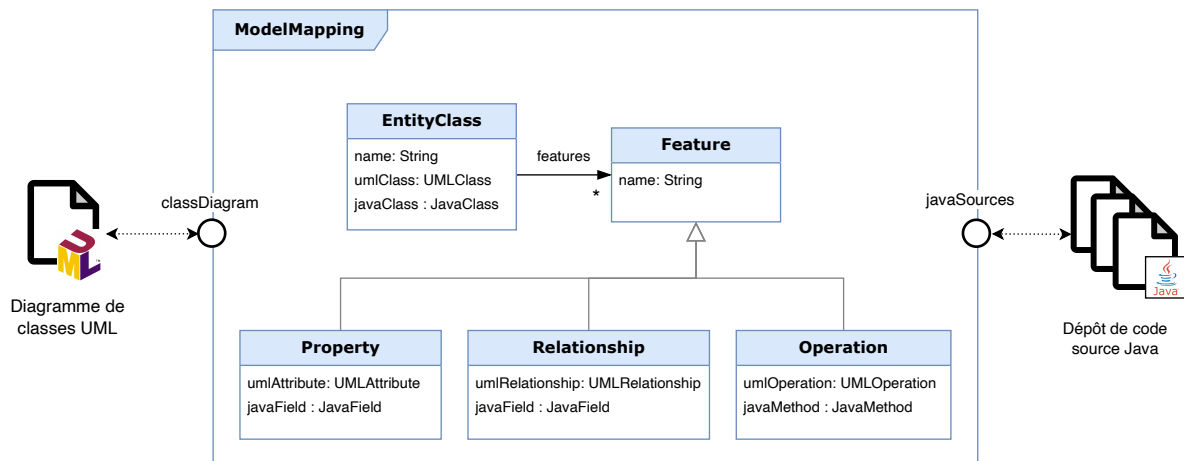 ModelMapping
EntityClass
name: String
umlClass: UMLClass
javaClass : JavaClass
features
*
Feature
name: String
classDiagram
javaSources
UML
Diagramme de
classes UML
Java
Dépôt de code
source Java
Property
umlAttribute: UMLAttribute
javaField : JavaField
Relationship
umlRelationship: UMLRelationship
javaField : JavaField
Operation
umlOperation: UMLOperation
javaMethod : JavaMethod